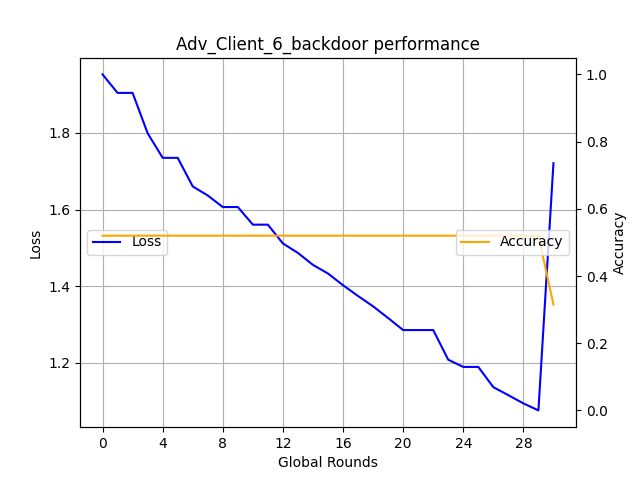 Adv_Client_6_backdoor performance
Loss
1.8
1.6
1.4
1.2
1.0
0.8
0.6
0.4
0.2
0.0
Accuracy
Loss
Accuracy
0 4 8 12 16 20 24 28
Global Rounds